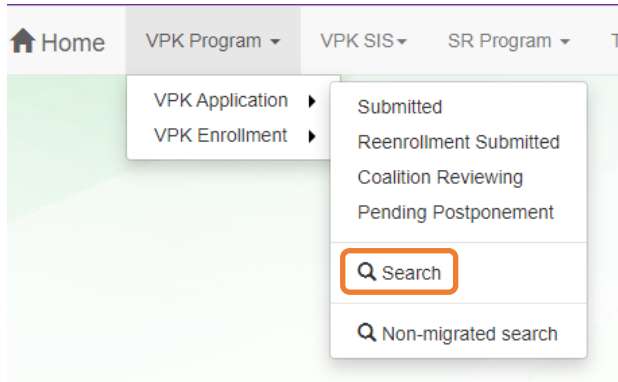 Home VPK Program VPK SIS SR Program
VPK Application
VPK Enrollment
Submitted
Reenrollment Submitted
Coalition Reviewing
Pending Postponement
Search
Non-migrated search